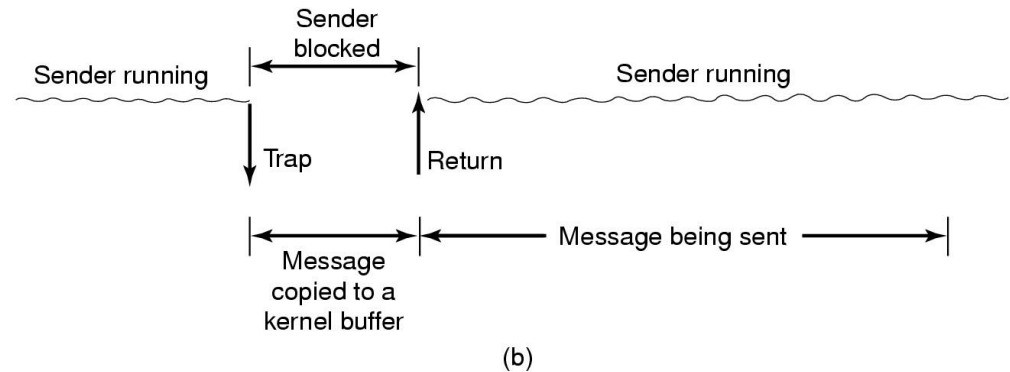 Sender
blocked
Sender running
Sender running
Trap
Return
Message being sent
Message
copied to a
kernel buffer
(b)